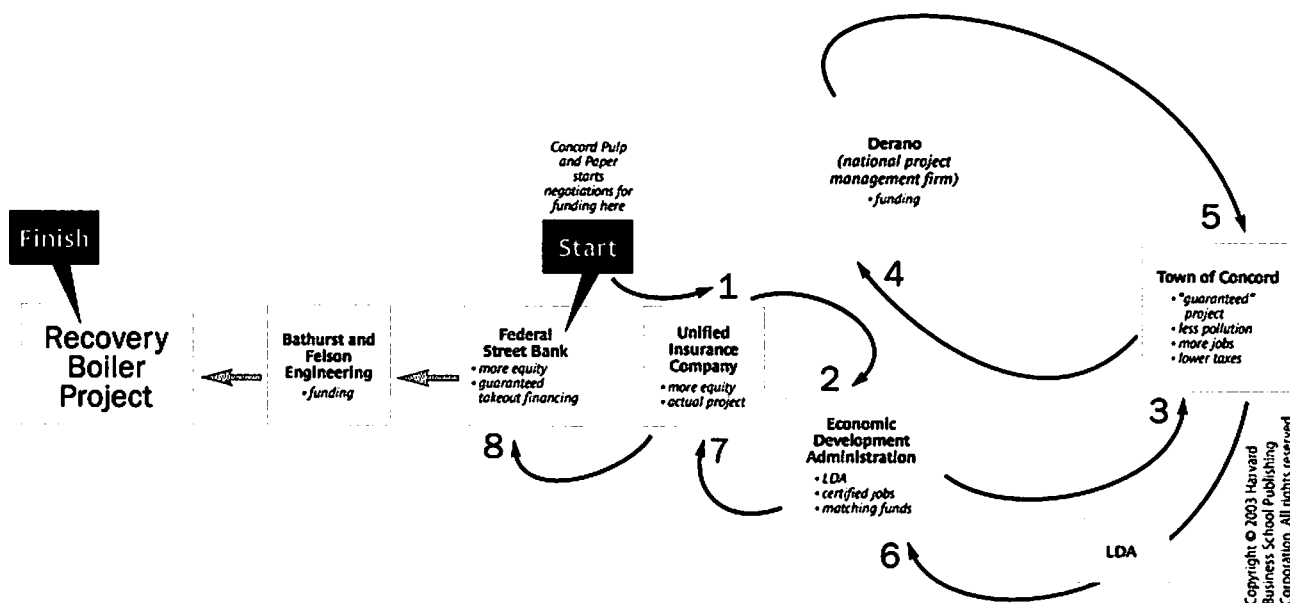 Concord Pulp
and Paper
starts
negotiations for
funding here
Finish
Start
Recovery
Boiler
Project
Bathurst and
Felson
Engineering
• funding
Federal
Street Bank
• more equity
• guaranteed
takeout financing
Unified
Insurance
Company
• more equity
• actual project
1
2
Economic
Development
Administration
• LDA
• certified jobs
• matching funds
3
Town of Concord
• "guaranteed"
project
• less pollution
• more jobs
• lower taxes
4
Derano
(national project
management firm)
• funding
5
LDA
6
7
8
Copyright © 2003 Harvard
Business School Publishing
Corporation. All rights reserved